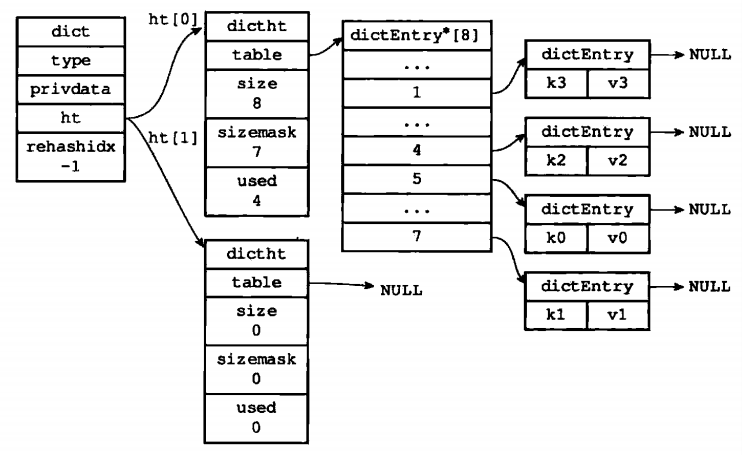 dict
type
privdata
ht
rehashidx
-1
ht[0]
ht[1]
dictht
table
size
8
sizemask
7
used
4
dictEntry*[8]
...
1
...
4
5
...
7
dictEntry
k3 v3
NULL
dictEntry
k2 v2
NULL
dictEntry
k0 v0
NULL
dictEntry
k1 v1
NULL
dictht
table
size
0
sizemask
0
used
0
NULL